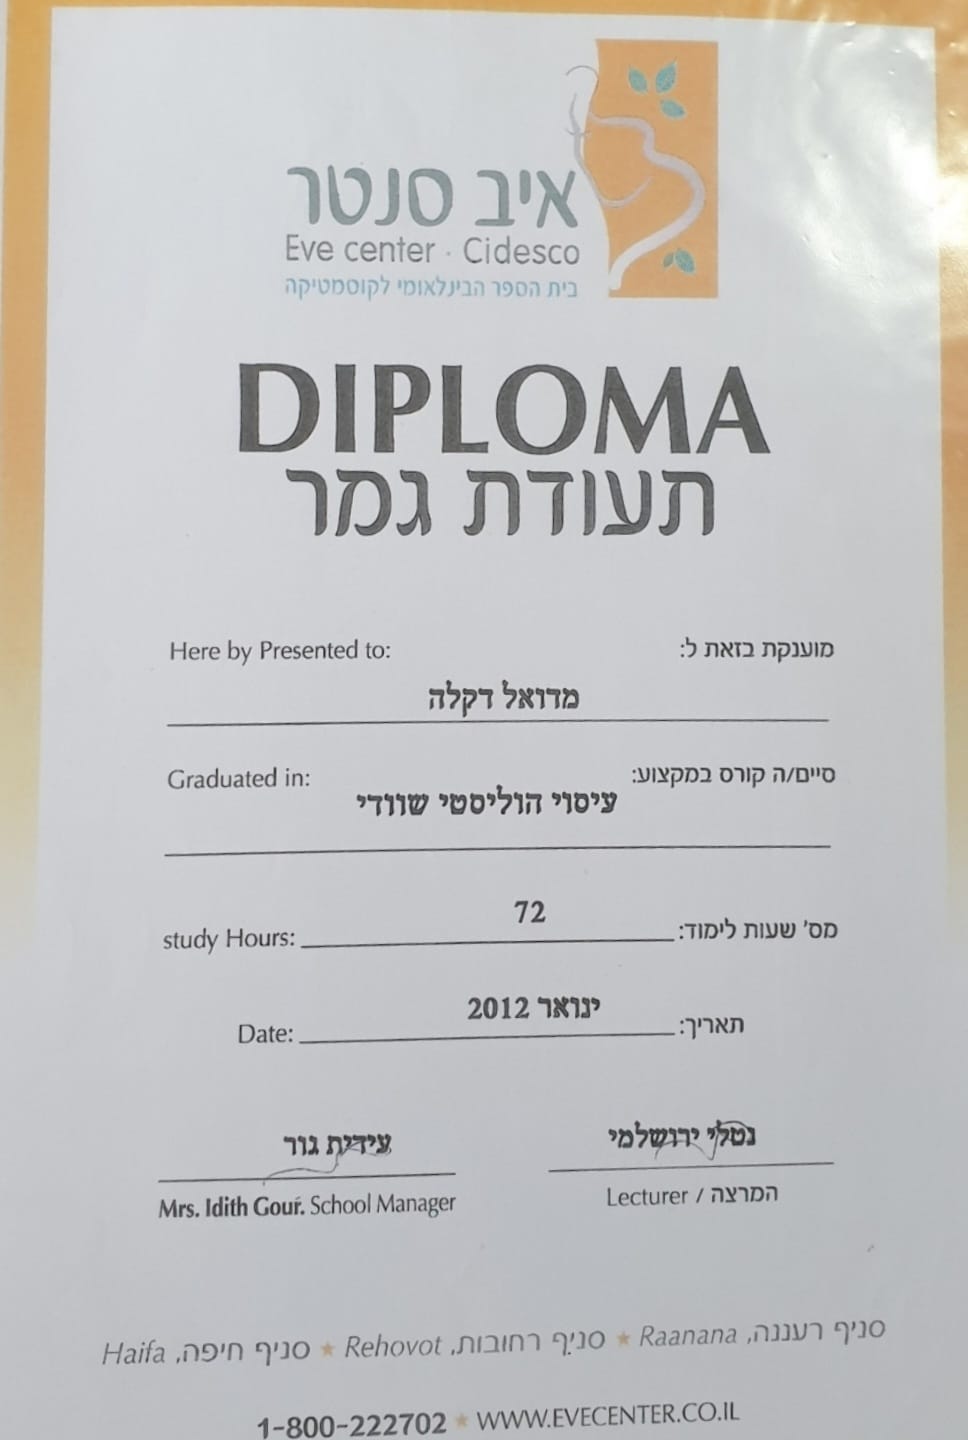 איב סנטר
Eve center · Cidesco
בית הספר הבינלאומי לקוסמטיקה
DIPLOMA
תעודת גמר
Here by Presented to: מוענקת בזאת ל:
מדואל דקלה
Graduated in: סיים/ה קורס במקצוע:
עיסוי הוליסטי שוודי
72
study Hours: מס' שעות לימוד:
ינואר 2012
Date: תאריך:
עידית גור נטלי ירושלמי
Mrs. Idith Gour. School Manager Lecturer / המרצה
סניף רעננה, Raanana ★ סניף רחובות, Rehovot ★ סניף חיפה, Haifa
1-800-222702 ★ WWW.EVECENTER.CO.IL